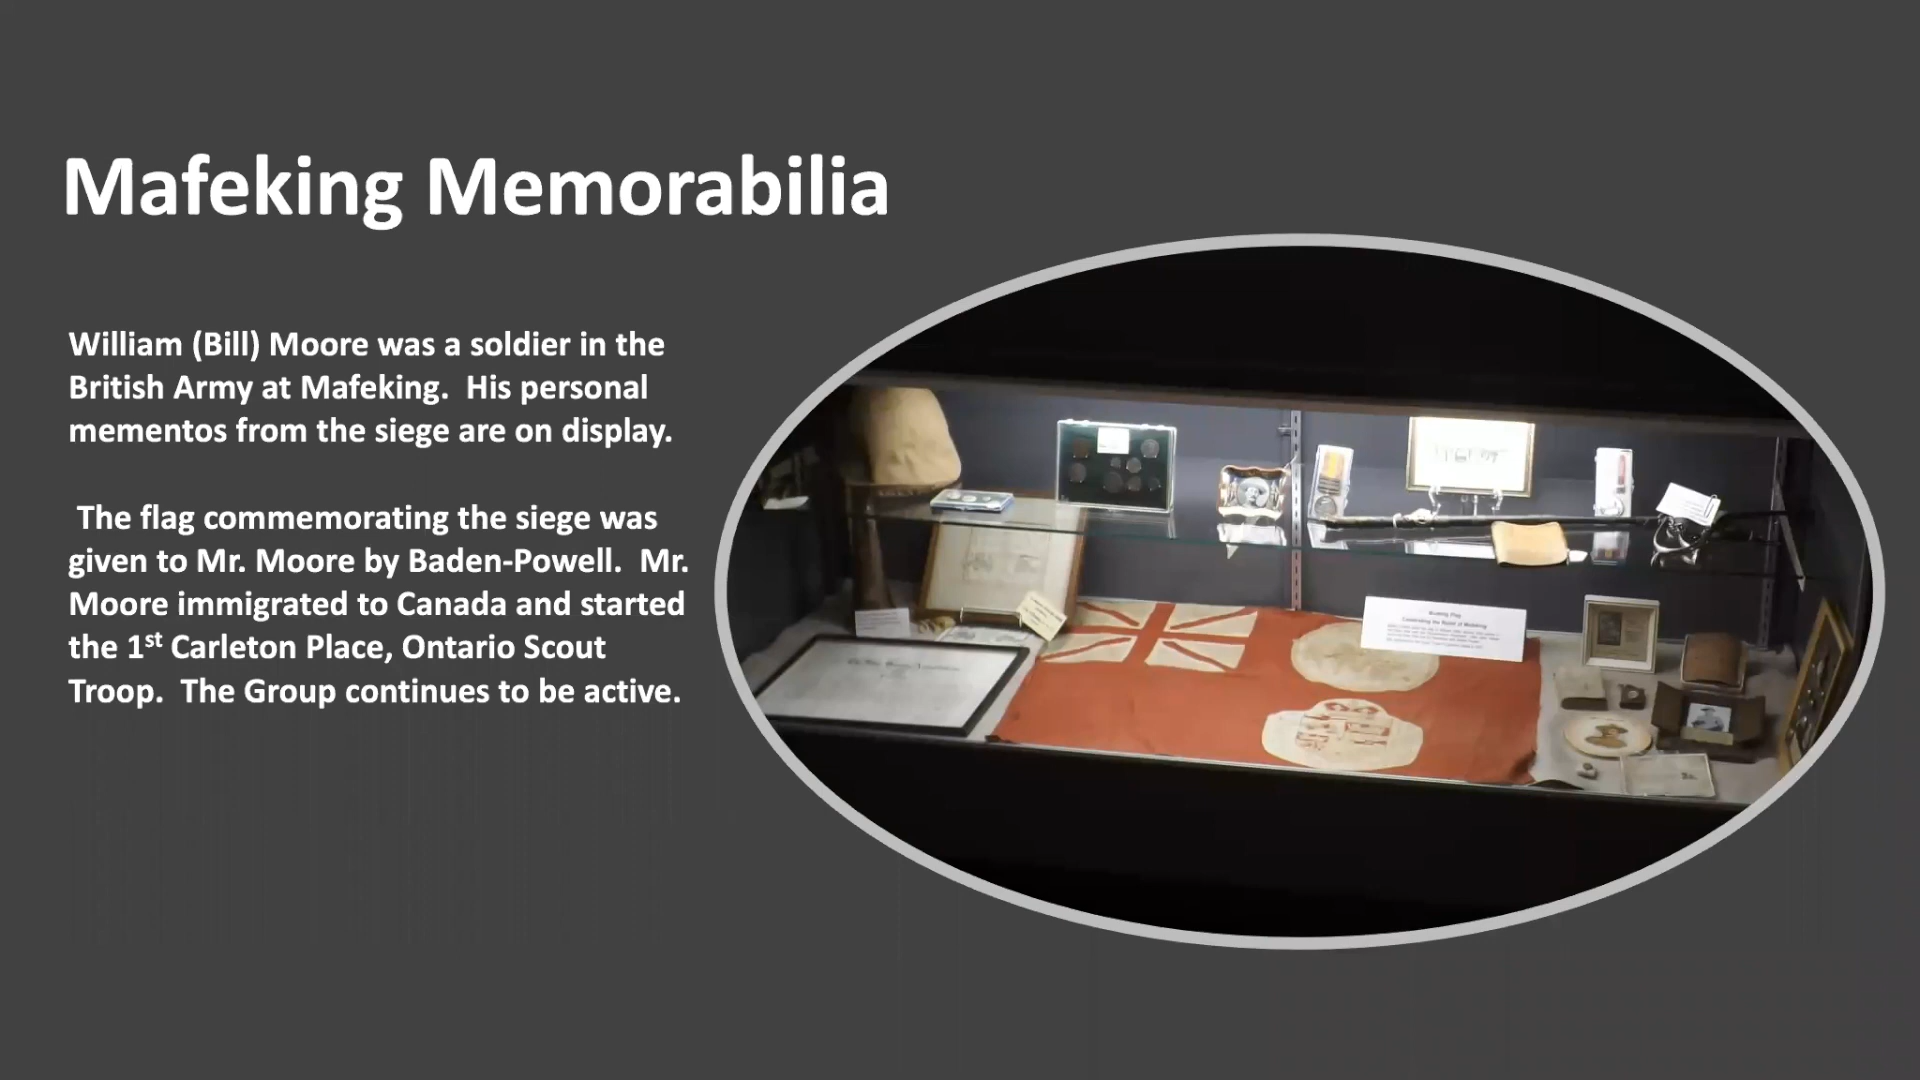 Mafeking Memorabilia
William (Bill) Moore was a soldier in the
British Army at Mafeking.  His personal
mementos from the siege are on display.
The flag commemorating the siege was
given to Mr. Moore by Baden-Powell.  Mr.
Moore immigrated to Canada and started
the 1st Carleton Place, Ontario Scout
Troop.  The Group continues to be active.